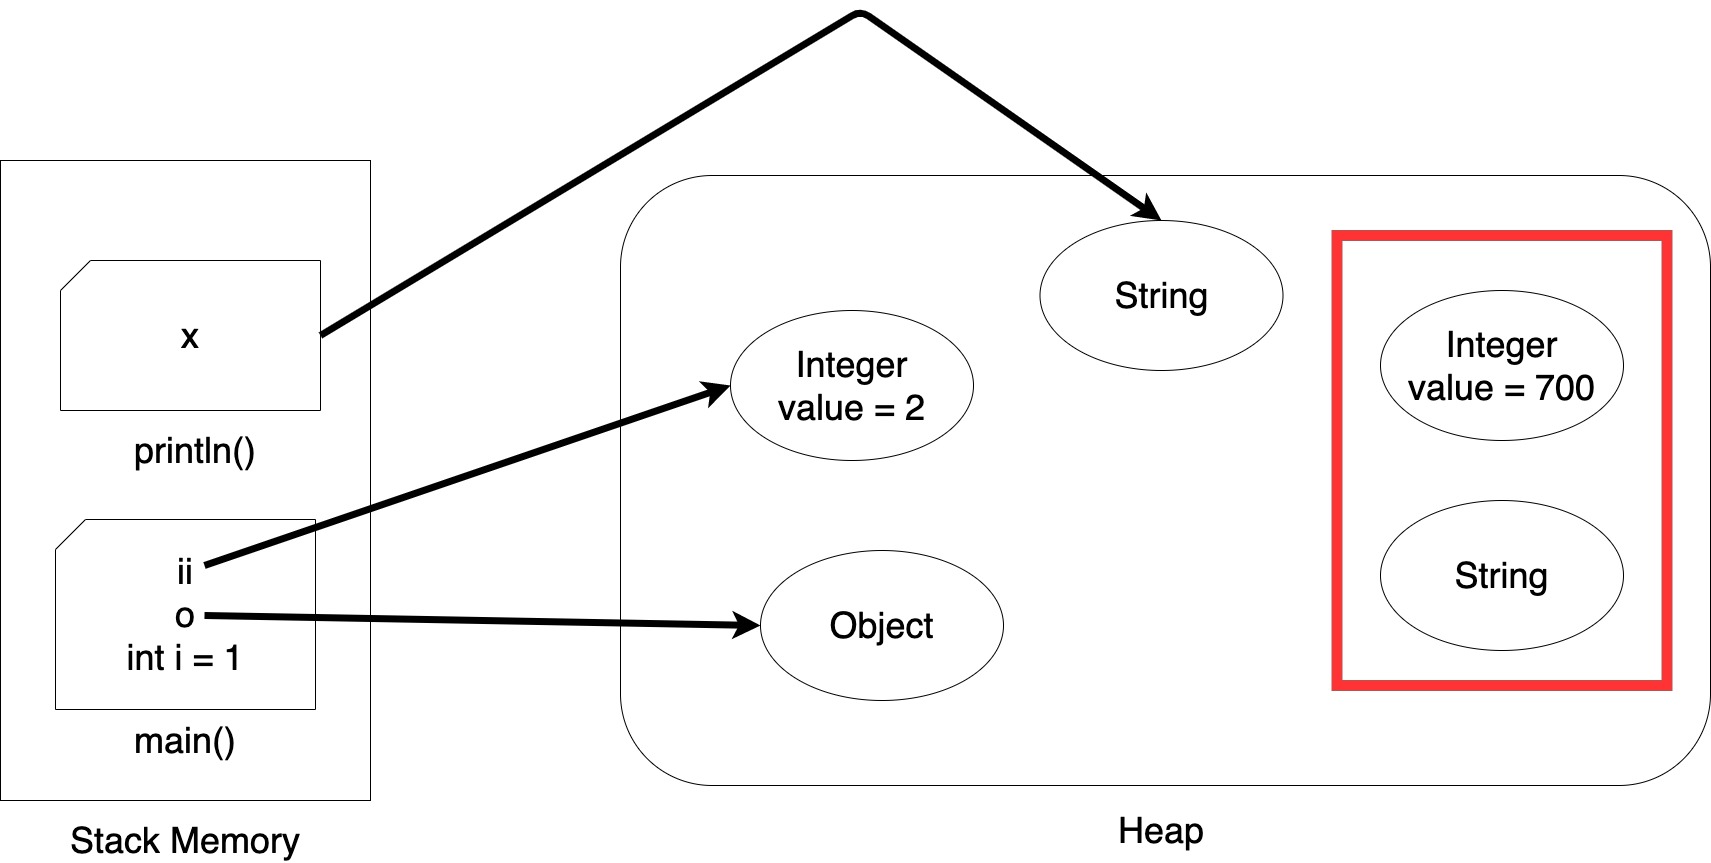 x
println()
ii
o
int i = 1
main()
Stack Memory
String
Integer
value = 2
Object
Integer
value = 700
String
Heap